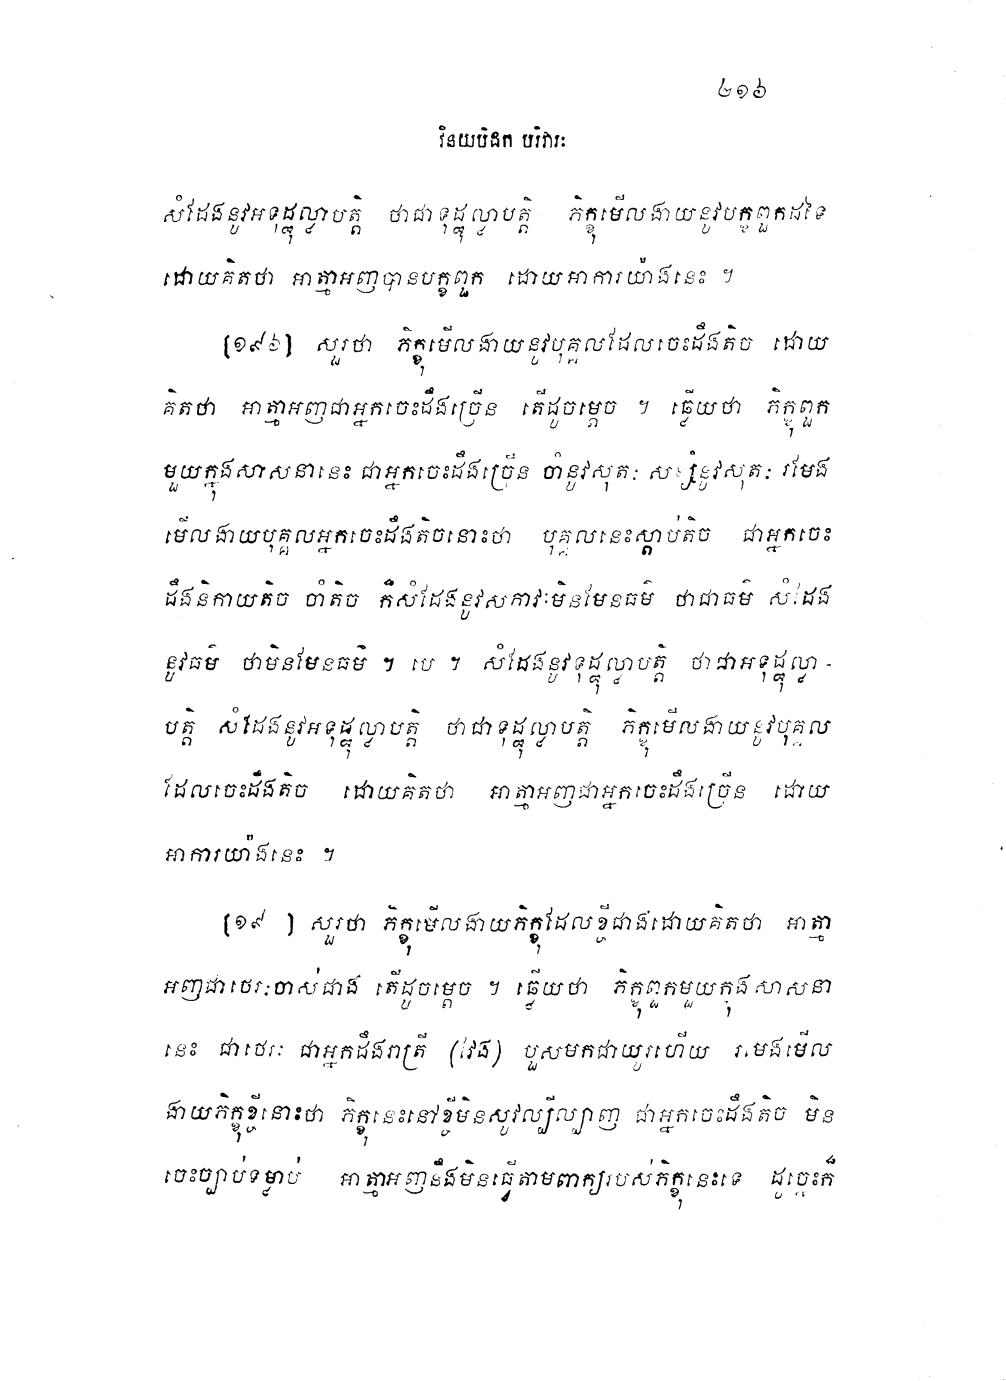 ៤១៦
វិនយបិដក បរិវារៈ
សំដែងនូវអទុដ្ឋុល្លាបត្តិ ថាជាទុដ្ឋុល្លាបត្តិ ភិក្ខុមើលងាយនូវបក្ខពួកដទៃ
ដោយគិតថា អាត្មាអញបានបក្ខពួក ដោយអាការយ៉ាងនេះ ។
[១៩៦] សួរថា ភិក្ខុមើលងាយនូវបុគ្គលដែលចេះដឹងតិច ដោយ
គិតថា អាត្មាអញជាអ្នកចេះដឹងច្រើន តើដូចម្តេច ។ ឆ្លើយថា ភិក្ខុពួក
មួយក្នុងសាសនានេះ ជាអ្នកចេះដឹងច្រើន ចាំនូវសុតៈ សន្សំនូវសុតៈ រមែង
មើលងាយបុគ្គលអ្នកចេះដឹងតិចនោះថា បុគ្គលនេះស្តាប់តិច ជាអ្នកចេះ
ដឹងនិកាយតិច ចាំតិច ក៏សំដែងនូវសភាវៈមិនមែនធម៌ ថាជាធម៌ សំដែង
នូវធម៌ ថាមិនមែនធម៌ ។ បេ ។ សំដែងនូវទុដ្ឋុល្លាបត្តិ ថាជាអទុដ្ឋុល្លា-
បត្តិ សំដែងនូវអទុដ្ឋុល្លាបត្តិ ថាជាទុដ្ឋុល្លាបត្តិ ភិក្ខុមើលងាយនូវបុគ្គល
ដែលចេះដឹងតិច ដោយគិតថា អាត្មាអញជាអ្នកចេះដឹងច្រើន ដោយ
អាការយ៉ាងនេះ ។
[១៩ ] សួរថា ភិក្ខុមើលងាយភិក្ខុដែលខ្ចីជាងដោយគិតថា អាត្មា
អញជាថេរៈចាស់ជាង តើដូចម្តេច ។ ឆ្លើយថា ភិក្ខុពួកមួយក្នុងសាសនា
នេះ ជាថេរៈ ជាអ្នកដឹងរាត្រី (វែង) បួសមកជាយូរហើយ រមែងមើល
ងាយភិក្ខុខ្ចីនោះថា ភិក្ខុនេះនៅខ្ចីមិនសូវល្បីល្បាញ ជាអ្នកចេះដឹងតិច មិន
ចេះច្បាប់ទម្លាប់ អាត្មាអញនឹងមិនធ្វើតាមពាក្យរបស់ភិក្ខុនេះទេ ដូច្នេះក៏